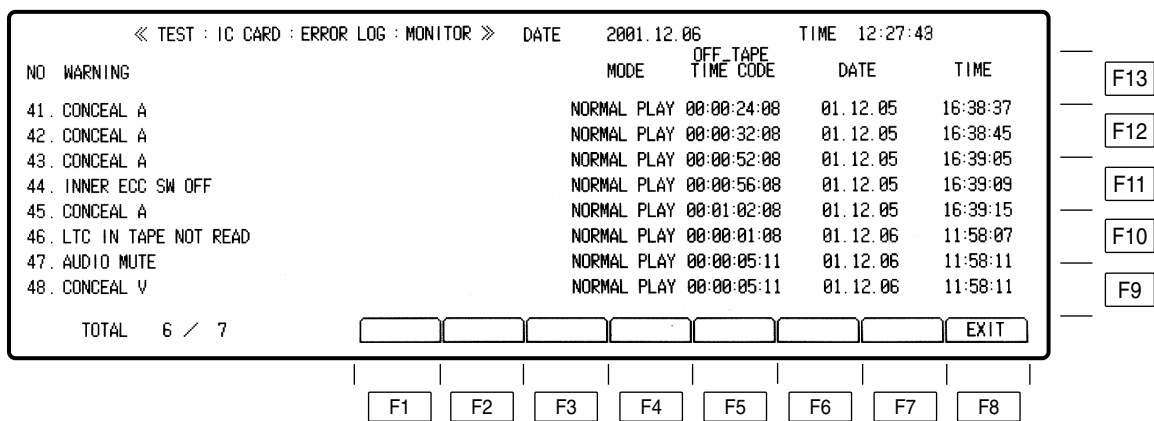 ≪ TEST : IC CARD : ERROR LOG : MONITOR ≫ DATE 2001.12.06 TIME 12:27:43
OFF_TAPE
NO WARNING MODE TIME CODE DATE TIME
41. CONCEAL A NORMAL PLAY 00:00:24:08 01.12.05 16:38:37
42. CONCEAL A NORMAL PLAY 00:00:32:08 01.12.05 16:38:45
43. CONCEAL A NORMAL PLAY 00:00:52:08 01.12.05 16:39:05
44. INNER ECC SW OFF NORMAL PLAY 00:00:56:08 01.12.05 16:39:09
45. CONCEAL A NORMAL PLAY 00:01:02:08 01.12.05 16:39:15
46. LTC IN TAPE NOT READ NORMAL PLAY 00:00:01:08 01.12.06 11:58:07
47. AUDIO MUTE NORMAL PLAY 00:00:05:11 01.12.06 11:58:11
48. CONCEAL V NORMAL PLAY 00:00:05:11 01.12.06 11:58:11
TOTAL 6 / 7 EXIT
F13
F12
F11
F10
F9
F1 F2 F3 F4 F5 F6 F7 F8